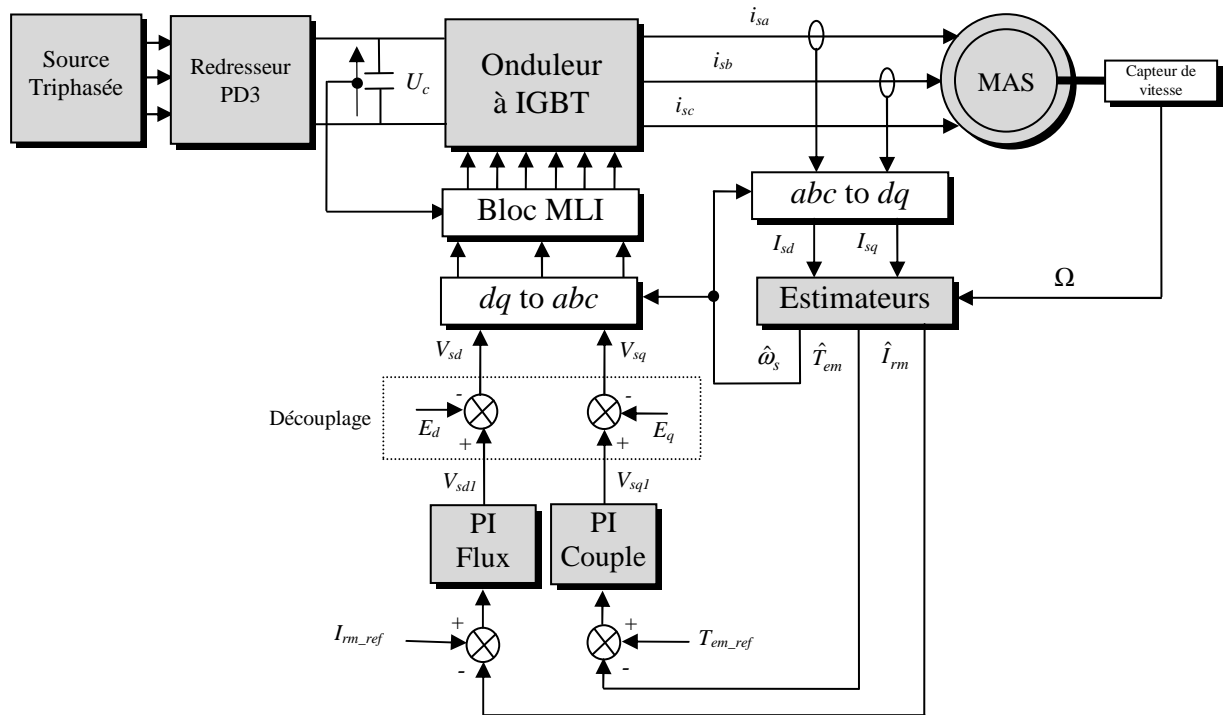 Source
Triphasée
Redresseur
PD3
U_c
Onduleur
à IGBT
i_sa
i_sb
i_sc
MAS
Capteur de
vitesse
Bloc MLI
abc to dq
I_sd
I_sq
dq to abc
Estimateurs
Ω
V_sd
V_sq
ω̂_s
T̂_em
Î_rm
Découplage
-
-
E_d
E_q
+
+
V_sd1
V_sq1
PI
Flux
PI
Couple
I_rm_ref
+
-
+
-
T_em_ref